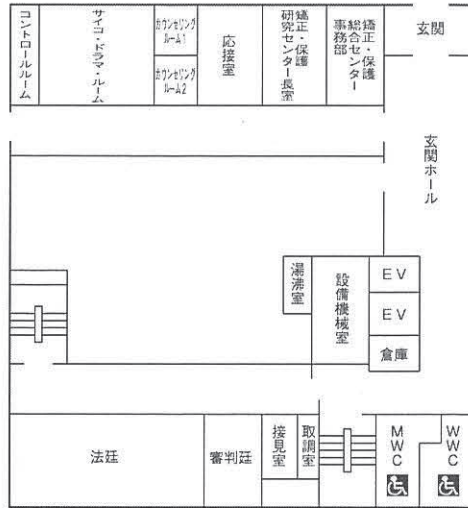 コントロールルーム
サイコ・ドラマ・ルーム
カウンセリング
ルーム1
カウンセリング
ルーム2
応接室
矯正・保護
研究センター長室
矯正・保護
総合センター
事務部
玄関
玄関ホール
湯沸室
設備機械室
EV
EV
倉庫
法廷
審判廷
接見室
取調室
MWC
WWC